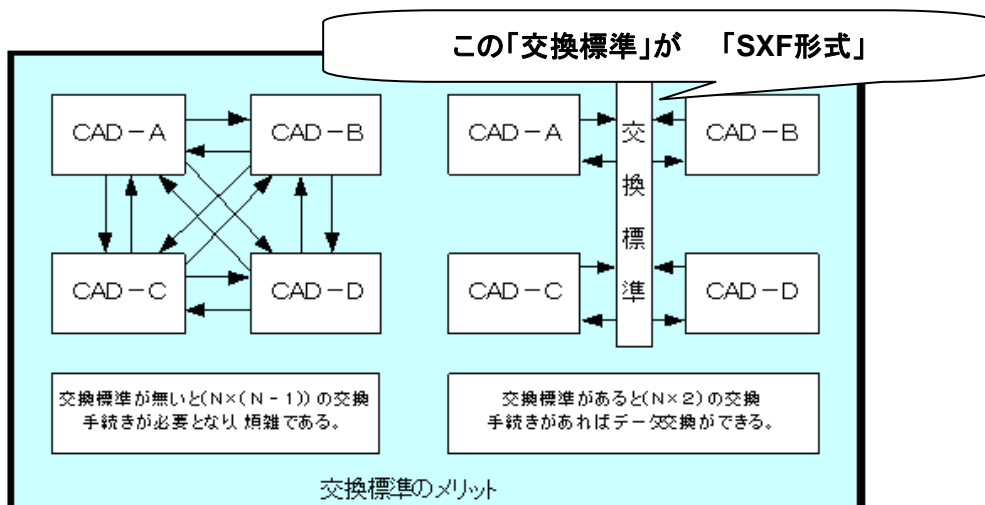 この「交換標準」が 「SXF形式」
CAD-A
CAD-B
CAD-C
CAD-D
CAD-A
交換標準
CAD-B
CAD-C
CAD-D
交換標準が無いと(N×(N-1))の交換
手続きが必要となり、煩雑である。
交換標準があると(N×2)の交換
手続きがあればデータ交換ができる。
交換標準のメリット